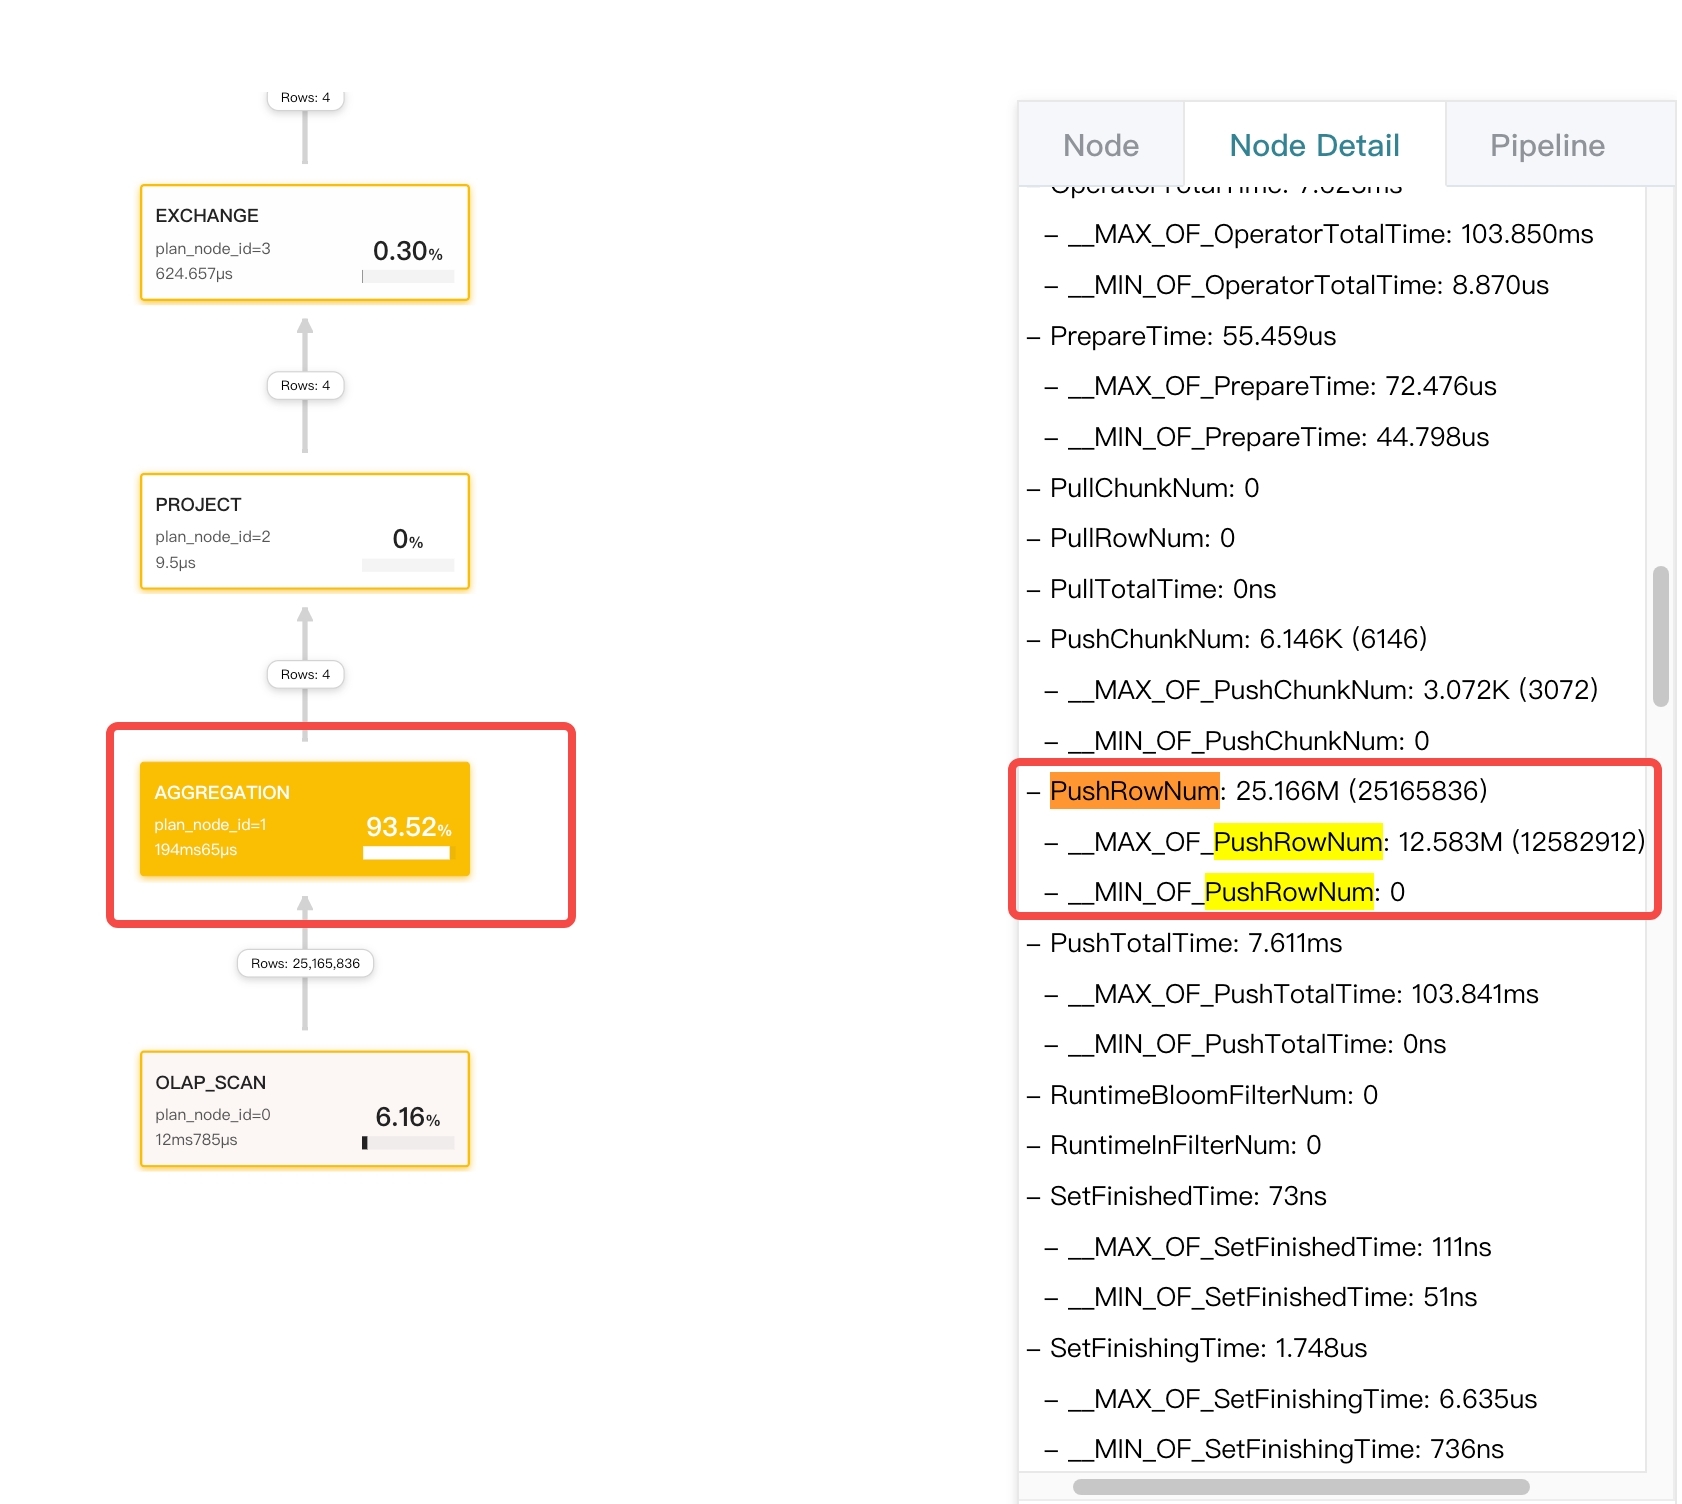 Rows: 4
EXCHANGE
plan_node_id=3
624.657μs
0.30%
Rows: 4
PROJECT
plan_node_id=2
9.5μs
0%
Rows: 4
AGGREGATION
plan_node_id=1
194ms65μs
93.52%
Rows: 25,165,836
OLAP_SCAN
plan_node_id=0
12ms785μs
6.16%
Node
Node Detail
Pipeline
OperatorTotalTime: 7.628ms
– __MAX_OF_OperatorTotalTime: 103.850ms
– __MIN_OF_OperatorTotalTime: 8.870us
– PrepareTime: 55.459us
– __MAX_OF_PrepareTime: 72.476us
– __MIN_OF_PrepareTime: 44.798us
– PullChunkNum: 0
– PullRowNum: 0
– PullTotalTime: 0ns
– PushChunkNum: 6.146K (6146)
– __MAX_OF_PushChunkNum: 3.072K (3072)
– __MIN_OF_PushChunkNum: 0
– PushRowNum: 25.166M (25165836)
– __MAX_OF_PushRowNum: 12.583M (12582912)
– __MIN_OF_PushRowNum: 0
– PushTotalTime: 7.611ms
– __MAX_OF_PushTotalTime: 103.841ms
– __MIN_OF_PushTotalTime: 0ns
– RuntimeBloomFilterNum: 0
– RuntimeInFilterNum: 0
– SetFinishedTime: 73ns
– __MAX_OF_SetFinishedTime: 111ns
– __MIN_OF_SetFinishedTime: 51ns
– SetFinishingTime: 1.748us
– __MAX_OF_SetFinishingTime: 6.635us
– __MIN_OF_SetFinishingTime: 736ns